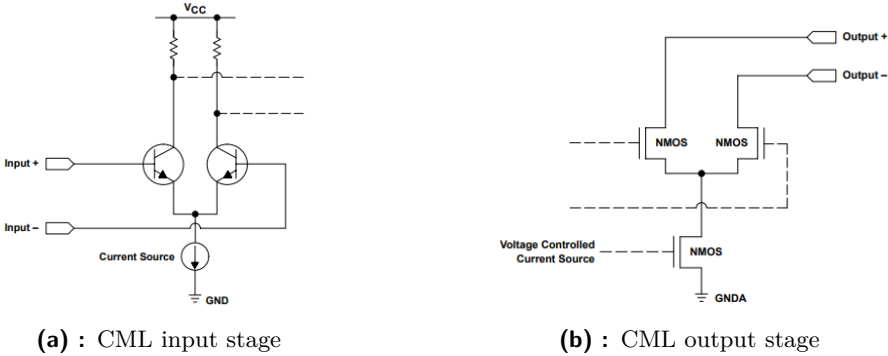 VCC
Input +
Input –
Current Source
GND
(a) : CML input stage
Output +
Output –
NMOS NMOS
Voltage Controlled
Current Source
NMOS
GNDA
(b) : CML output stage